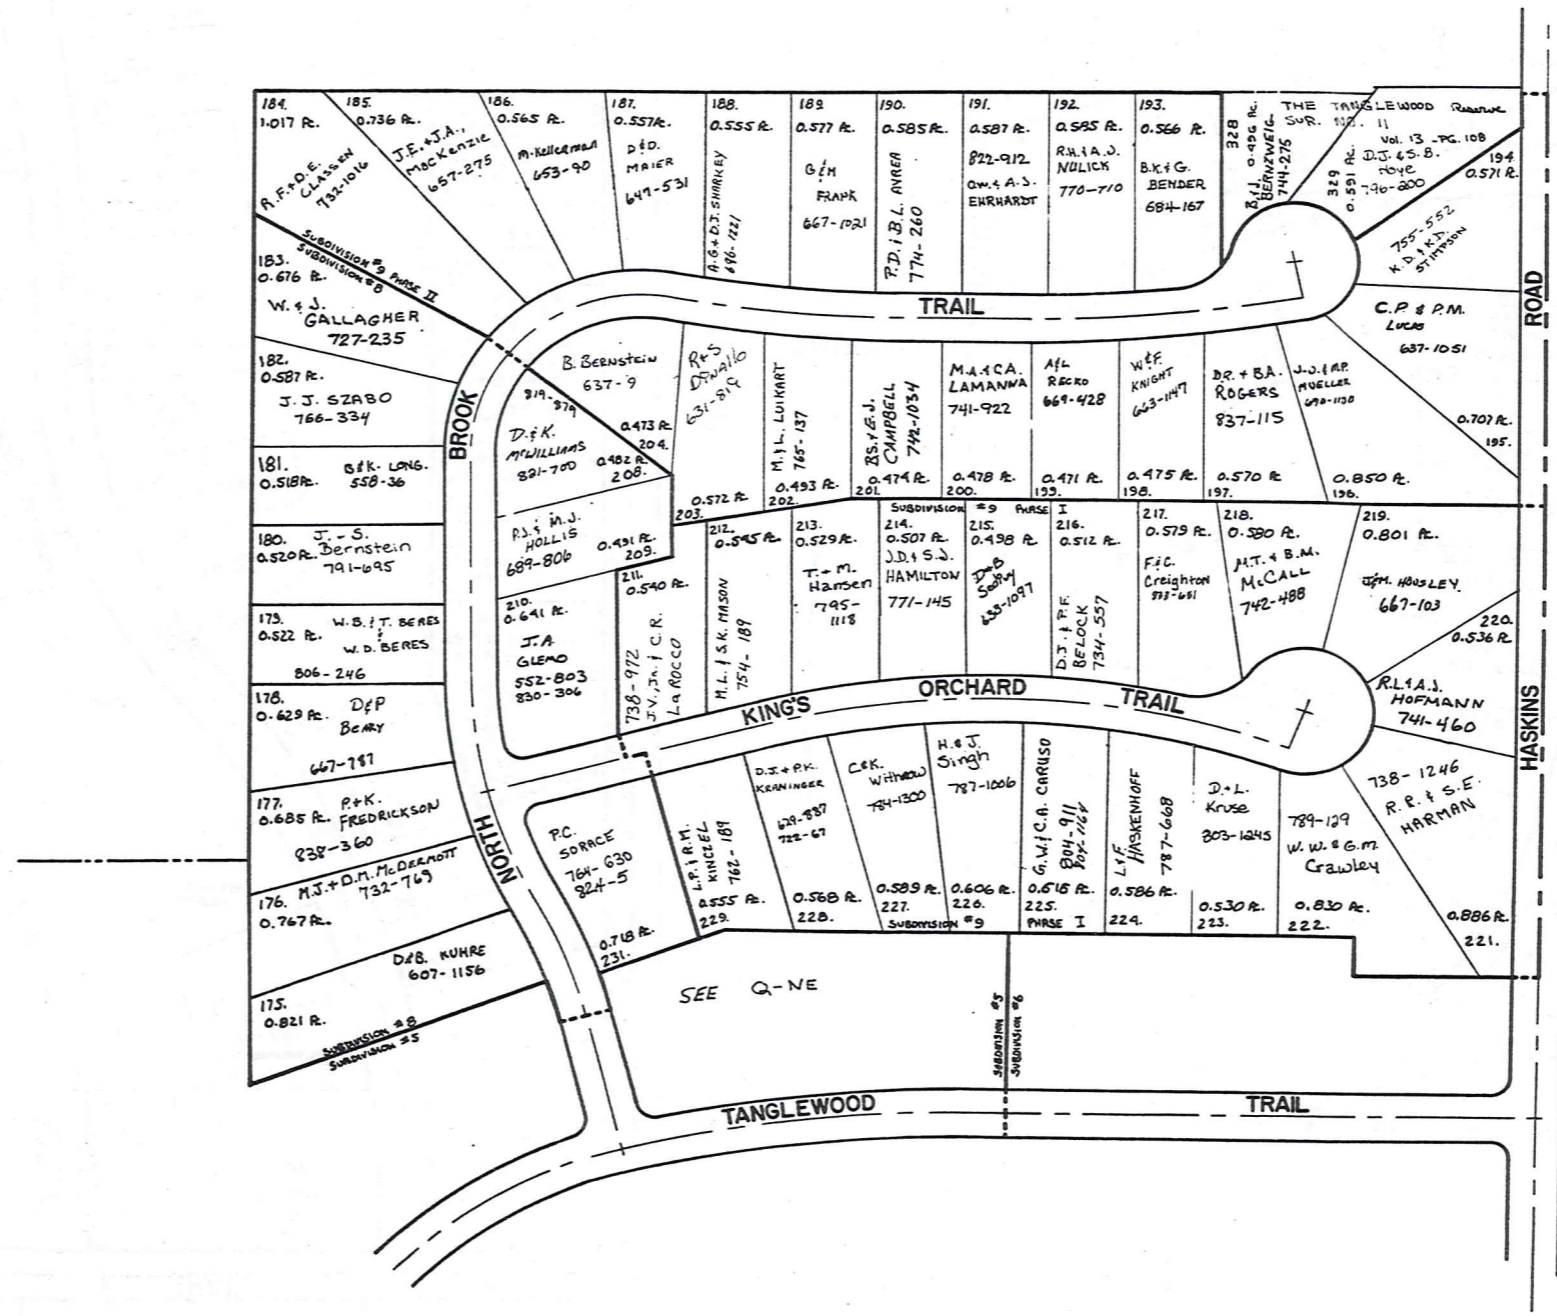 184.
1.017 Ac.
R.F. & D.E.
CLASSEN
732-1016
185.
0.736 Ac.
J.E. & J.A.,
MacKenzie
657-275
186.
0.565 Ac.
M. Kellerman
653-90
187.
0.557 Ac.
D & D.
MAIER
647-531
188.
0.555 Ac.
A.G. & D.J. SHARKEY
696-1221
189.
0.577 Ac.
G & M
FRANK
667-1021
190.
0.585 Ac.
P.D. & B.L. AVREA
774-260
191.
0.587 Ac.
822-912
O.W. & A.S.
EHRHARDT
192.
0.585 Ac.
R.H. & A.J.
NULICK
770-710
193.
0.566 Ac.
B.K. & G.
BENDER
684-167
328
0.496 Ac.
BERNZWEIG
744-275
THE TANGLEWOOD Reserve
SUB. NO. 11
Vol. 13 - PG. 108
329
0.591 Ac.
D.J. & S.B.
Hoye
796-200
194
0.571 Ac.
755-552
K.D. & K.D.
STIMPSON
SUBDIVISION #9 PHASE II
SUBDIVISION #8
183.
0.676 Ac.
W. & J.
GALLAGHER
727-235
182.
0.587 Ac.
J. J. SZABO
766-334
181.
0.518 Ac.
B & K. LONG.
558-36
180.
0.520 Ac.
J. - S.
Bernstein
791-695
179.
0.522 Ac.
W. B. & T. BERES
&
W. D. BERES
806-246
178.
0.629 Ac.
D & P
BEARY
667-787
177.
0.685 Ac.
P. & K.
FREDRICKSON
838-360
M.J. & D.M. McDERMOTT
732-769
176.
0.767 Ac.
D & B. KUHRE
607-1156
175.
0.821 Ac.
SUBDIVISION #8
SUBDIVISION #5
BROOK
NORTH
TRAIL
B. BERNSTEIN
637-9
819-879
0.473 Ac.
204.
D. & K.
McWILLIAMS
821-700
0.482 Ac.
208.
P.J. & M.J.
HOLLIS
689-806
0.491 Ac.
209.
210.
0.641 Ac.
J.A
GLEMO
552-803
830-306
R & S
631-819
0.572 Ac.
203.
M. & L. LUIKART
765-137
0.493 Ac.
202.
B.S. & E.J.
CAMPBELL
742-1034
0.474 Ac.
201.
M.A. & C.A.
LAMANNA
741-922
0.478 Ac.
200.
A & L
RECKO
669-428
0.471 Ac.
199.
W & F.
KNIGHT
663-1147
0.475 Ac.
198.
D.R. & B.A.
ROGERS
837-115
0.570 Ac
197.
J.J. & M.P.
MUELLER
690-1130
0.850 Ac.
196.
C.P. & P.M.
Lucas
637-1051
0.707 Ac.
195.
SUBDIVISION #9 PHASE I
211.
0.540 Ac.
738-972
J.V., Jr. & C.R.
LaROCCO
212.
0.545 Ac.
M.L. & S.K. MASON
754-189
213.
0.529 Ac.
T. & M.
Hansen
795-
1118
214.
0.507 Ac.
J.D. & S.J.
HAMILTON
771-145
215.
0.498 Ac.
D & B
633-1097
216.
0.512 Ac.
D.J. & P.F.
BELOCK
734-557
217.
0.579 Ac.
F & C.
Creighton
873-651
218.
0.580 Ac.
M.T. & B.M.
McCALL
742-488
219.
0.801 Ac.
J & M. HOUSLEY
667-103
220.
0.536 Ac.
R.L. & A.J.
HOFMANN
741-460
KING'S ORCHARD TRAIL
P.C.
SORACE
764-630
824-5
0.718 Ac.
231.
L.P. & R.M.
KINCZEL
762-189
0.555 Ac.
229.
D.J. & P.K.
KRANINGER
629-887
722-67
0.568 Ac.
228.
C & K.
Withrow
784-1300
0.589 Ac.
227.
H. & J.
Singh
787-1006
0.606 Ac.
226.
G.W. & C.A. CARUSO
804-911
0.615 Ac.
225.
L & F.
HASKENHOFF
787-668
0.586 Ac.
224.
D. & L.
Kruse
803-1245
0.530 Ac.
223.
789-129
W. W. & G.M.
Crawley
0.830 Ac.
222.
738-1246
R. R. & S.E.
HARMAN
0.886 Ac.
221.
SUBDIVISION #9 PHASE I
SEE Q-NE
SUBDIVISION #5
SUBDIVISION #6
TANGLEWOOD TRAIL
HASKINS ROAD